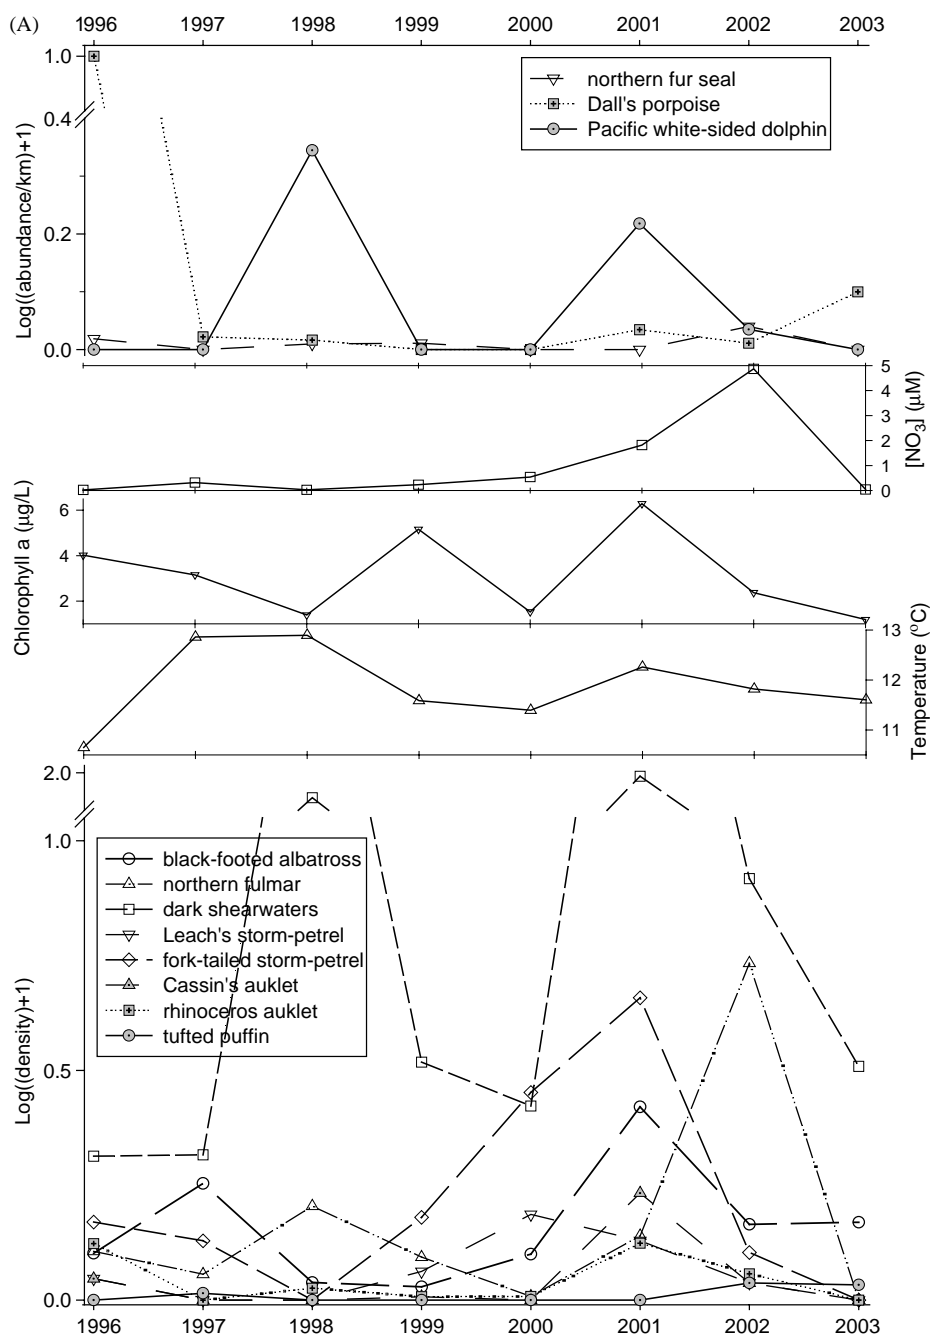 (A)
1996 1997 1998 1999 2000 2001 2002 2003
1.0
0.4
0.2
0.0
Log((abundance/km)+1)
northern fur seal
Dall's porpoise
Pacific white-sided dolphin
5
4
3
2
1
0
[NO3] (μM)
6
4
2
Chlorophyll a (μg/L)
13
12
11
Temperature (°C)
2.0
1.0
0.5
0.0
Log((density)+1)
black-footed albatross
northern fulmar
dark shearwaters
Leach's storm-petrel
fork-tailed storm-petrel
Cassin's auklet
rhinoceros auklet
tufted puffin
1996 1997 1998 1999 2000 2001 2002 2003